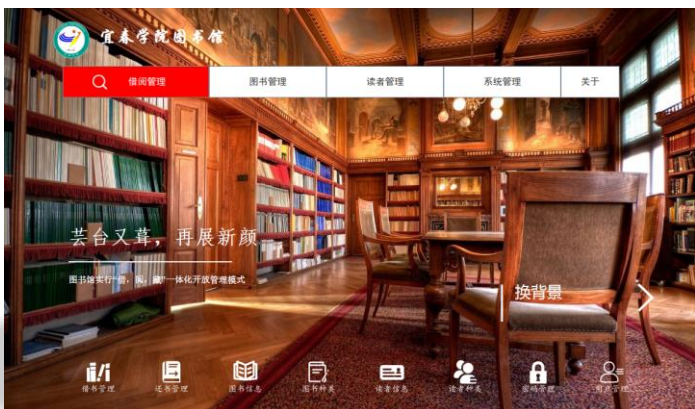 宜春学院图书馆
借阅管理
图书管理
读者管理
系统管理
关于
芸台又葺，再展新颜
图书馆实行“借，阅，藏”一体化开放管理模式
换背景
借书管理
还书管理
图书信息
图书种类
读者信息
读者种类
密码管理
用户管理